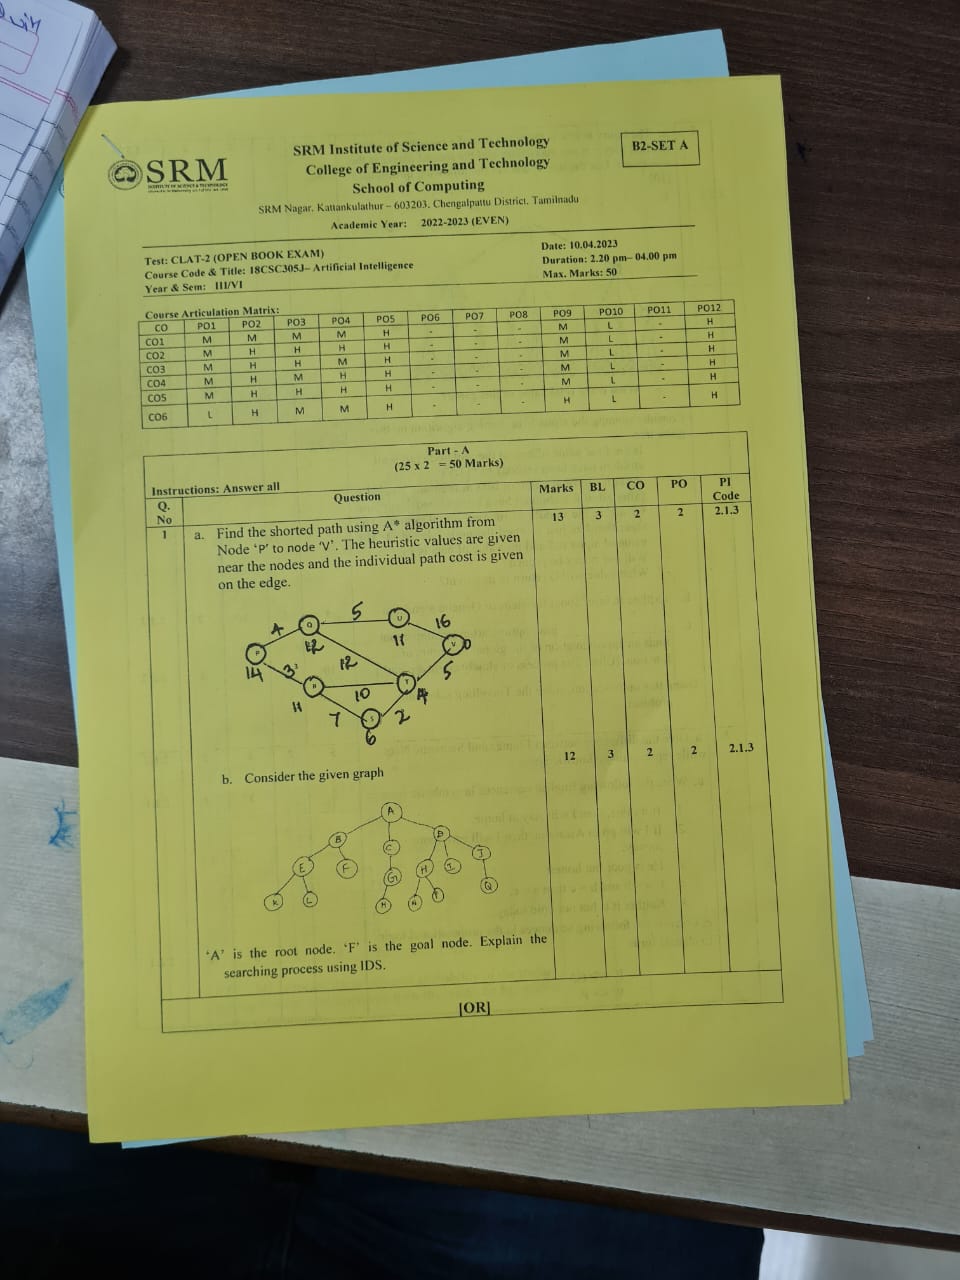 SRM
SRM Institute of Science and Technology
College of Engineering and Technology
School of Computing
SRM Nagar, Kattankulathur – 603203, Chengalpattu District, Tamilnadu
Academic Year: 2022-2023 (EVEN)
B2-SET A
Test: CLAT-2 (OPEN BOOK EXAM)
Course Code & Title: 18CSC305J– Artificial Intelligence
Year & Sem: III/VI
Date: 10.04.2023
Duration: 2.20 pm– 04.00 pm
Max. Marks: 50
Course Articulation Matrix:
CO PO1 PO2 PO3 PO4 PO5 PO6 PO7 PO8 PO9 PO10 PO11 PO12
CO1 M M M M H - - - M L - H
CO2 M H H H H - - - M L - H
CO3 M H H M H - - - M L - H
CO4 M H M H H - - - M L - H
CO5 M H H H H - - - M L - H
CO6 L H M M H - - - H L - H
Part - A
(25 x 2 = 50 Marks)
Instructions: Answer all
Q. No Question Marks BL CO PO PI Code
1 a. Find the shorted path using A* algorithm from 13 3 2 2 2.1.3
Node ‘P’ to node ‘V’. The heuristic values are given
near the nodes and the individual path cost is given
on the edge.
4 5 16
Q U V 0
12 11
P 14 3 12 5
R 10 T 4
11 7 S 2
6
b. Consider the given graph 12 3 2 2 2.1.3
A
B C D
E F G H I J
K L M N P Q
‘A’ is the root node. ‘F’ is the goal node. Explain the
searching process using IDS.
[OR]